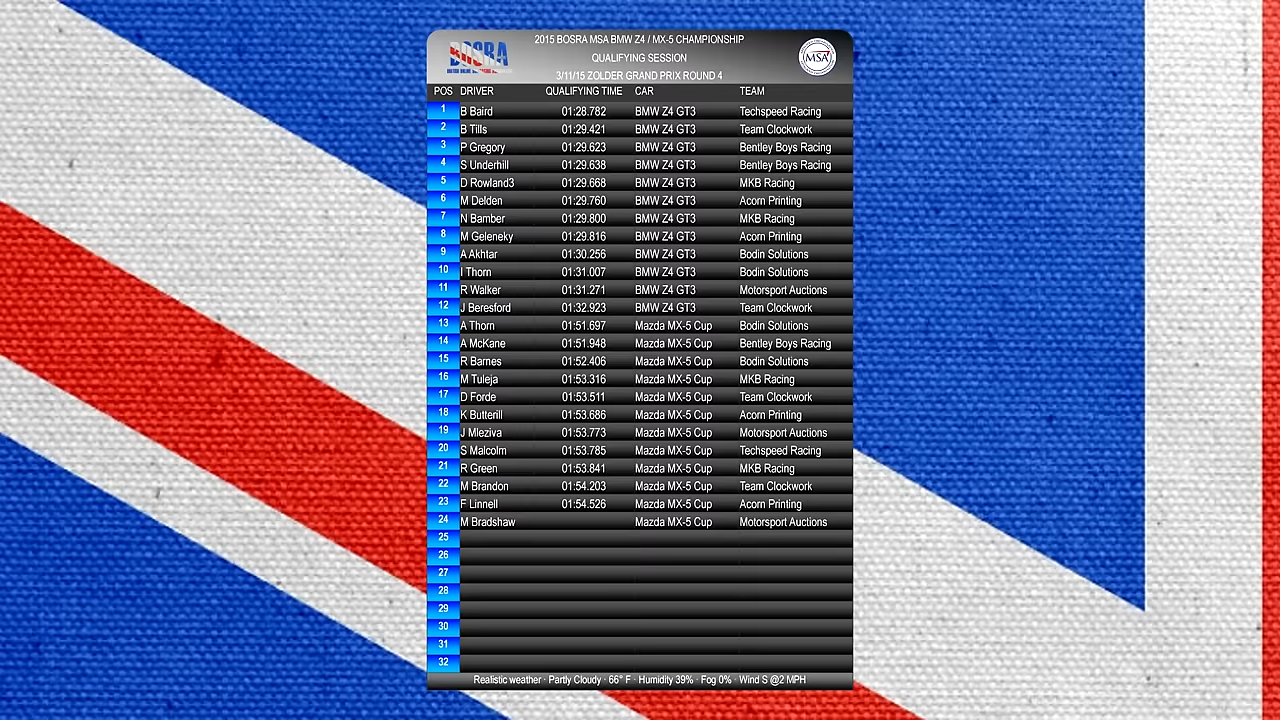 BOSRA
2015 BOSRA MSA BMW Z4 / MX-5 CHAMPIONSHIP
QUALIFYING SESSION
3/11/15 ZOLDER GRAND PRIX ROUND 4
MSA
POS DRIVER QUALIFYING TIME CAR TEAM
1 B Baird 01:28.782 BMW Z4 GT3 Techspeed Racing
2 B Tills 01:29.421 BMW Z4 GT3 Team Clockwork
3 P Gregory 01:29.623 BMW Z4 GT3 Bentley Boys Racing
4 S Underhill 01:29.638 BMW Z4 GT3 Bentley Boys Racing
5 D Rowland3 01:29.668 BMW Z4 GT3 MKB Racing
6 M Delden 01:29.760 BMW Z4 GT3 Acorn Printing
7 N Bamber 01:29.800 BMW Z4 GT3 MKB Racing
8 M Geleneky 01:29.816 BMW Z4 GT3 Acorn Printing
9 A Akhtar 01:30.256 BMW Z4 GT3 Bodin Solutions
10 I Thorn 01:31.007 BMW Z4 GT3 Bodin Solutions
11 R Walker 01:31.271 BMW Z4 GT3 Motorsport Auctions
12 J Beresford 01:32.923 BMW Z4 GT3 Team Clockwork
13 A Thorn 01:51.697 Mazda MX-5 Cup Bodin Solutions
14 A McKane 01:51.948 Mazda MX-5 Cup Bentley Boys Racing
15 R Barnes 01:52.406 Mazda MX-5 Cup Bodin Solutions
16 M Tuleja 01:53.316 Mazda MX-5 Cup MKB Racing
17 D Forde 01:53.511 Mazda MX-5 Cup Team Clockwork
18 K Butterill 01:53.686 Mazda MX-5 Cup Acorn Printing
19 J Mleziva 01:53.773 Mazda MX-5 Cup Motorsport Auctions
20 S Malcolm 01:53.785 Mazda MX-5 Cup Techspeed Racing
21 R Green 01:53.841 Mazda MX-5 Cup MKB Racing
22 M Brandon 01:54.203 Mazda MX-5 Cup Team Clockwork
23 F Linnell 01:54.526 Mazda MX-5 Cup Acorn Printing
24 M Bradshaw Mazda MX-5 Cup Motorsport Auctions
25
26
27
28
29
30
31
32
Realistic weather · Partly Cloudy · 66° F · Humidity 39% · Fog 0% · Wind S @2 MPH